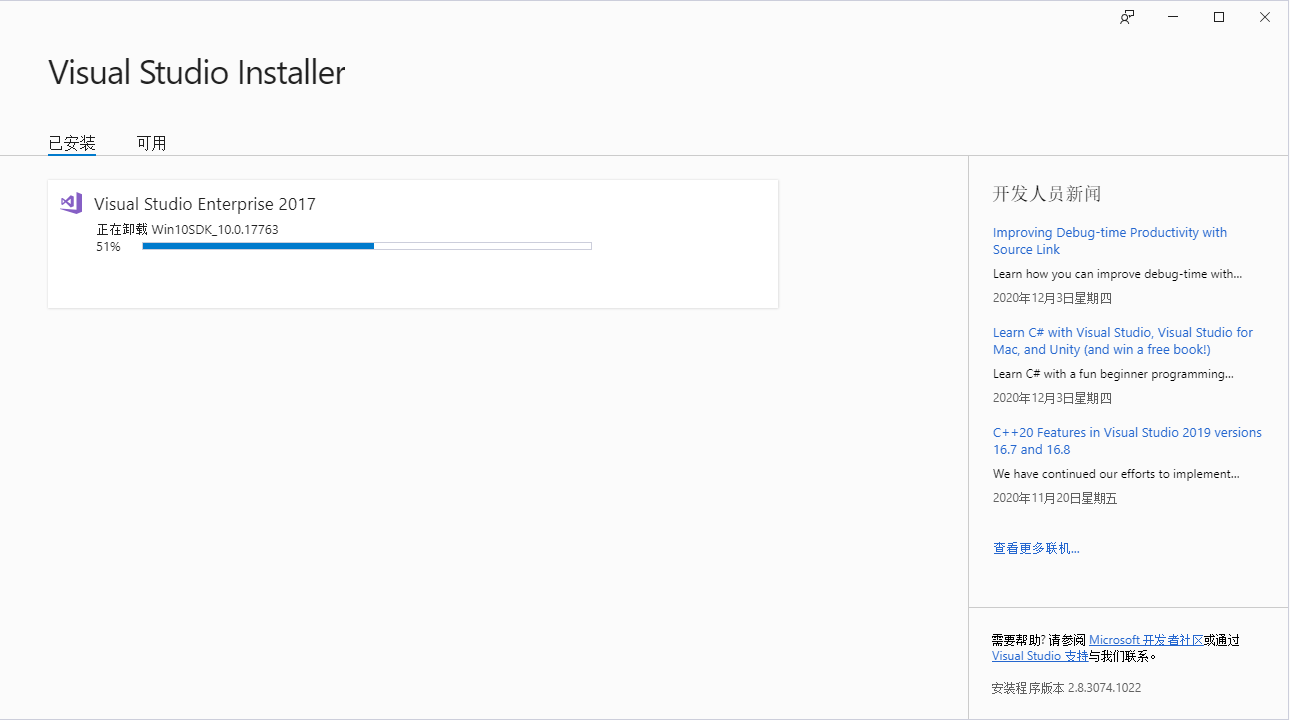 Visual Studio Installer
已安装
可用
Visual Studio Enterprise 2017
正在卸载 Win10SDK_10.0.17763
51%
开发人员新闻
Improving Debug-time Productivity with
Source Link
Learn how you can improve debug-time with...
2020年12月3日星期四
Learn C# with Visual Studio, Visual Studio for
Mac, and Unity (and win a free book!)
Learn C# with a fun beginner programming...
2020年12月3日星期四
C++20 Features in Visual Studio 2019 versions
16.7 and 16.8
We have continued our efforts to implement...
2020年11月20日星期五
查看更多联机...
需要帮助? 请参阅 Microsoft 开发者社区或通过
Visual Studio 支持与我们联系。
安装程序版本 2.8.3074.1022